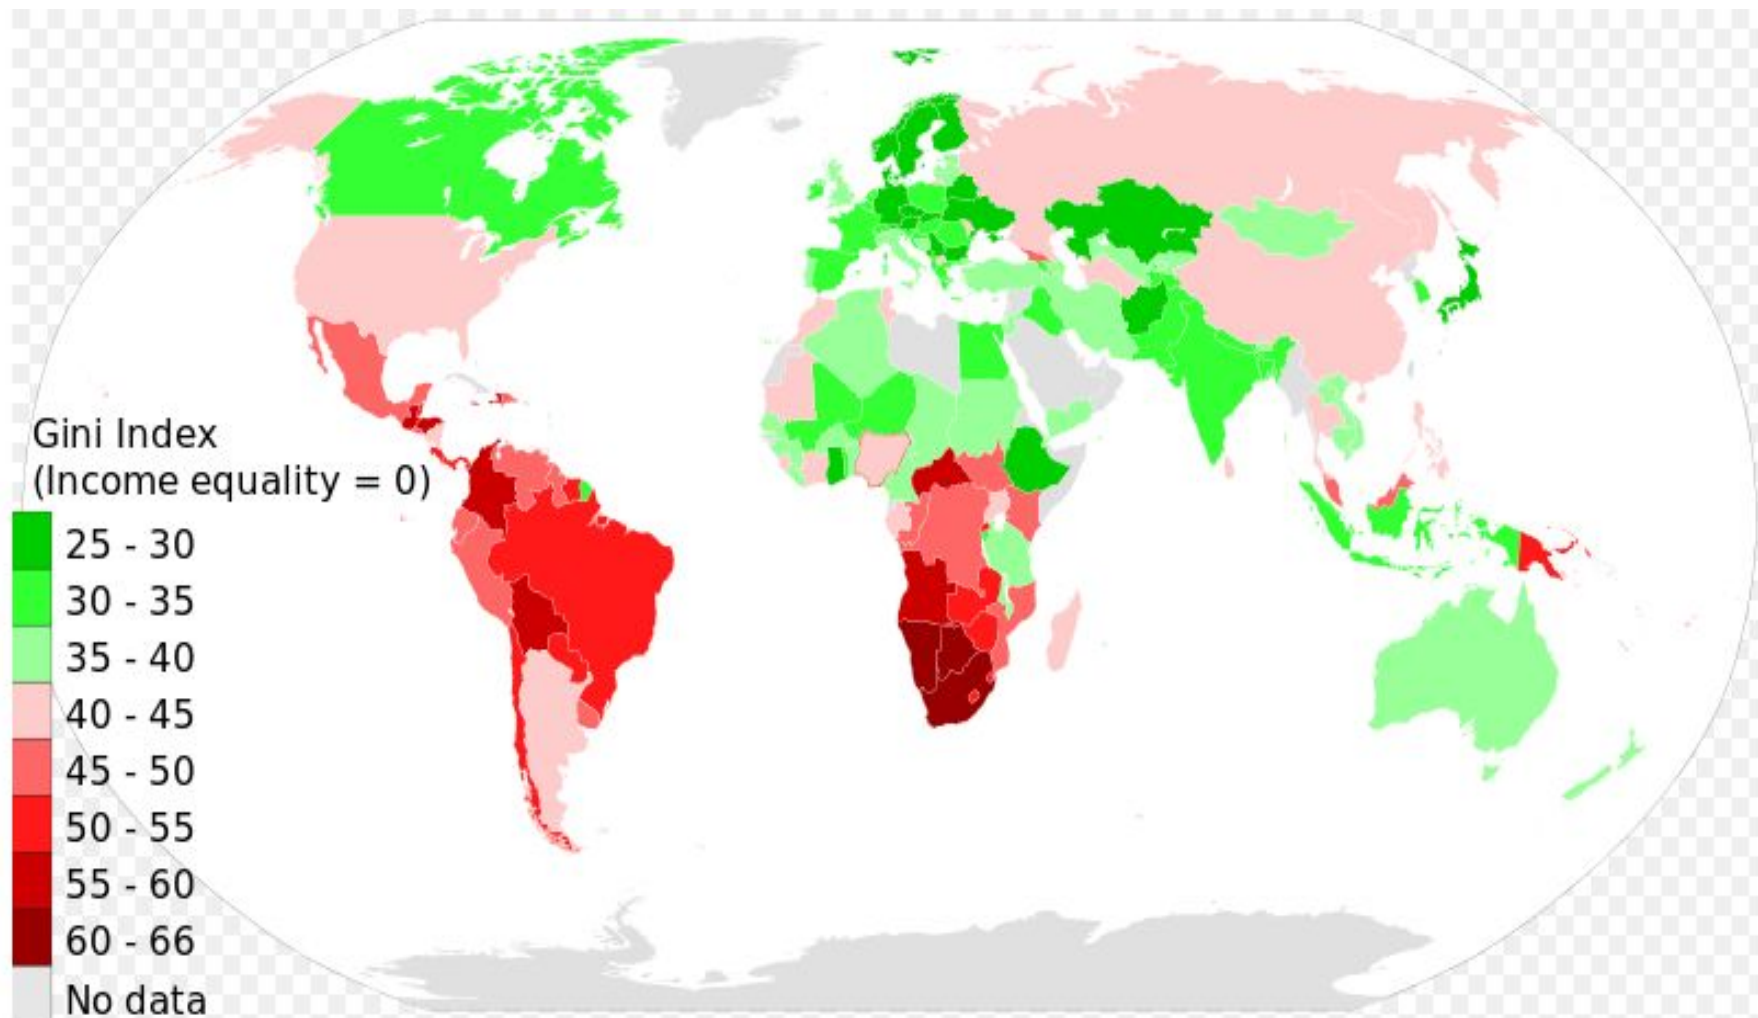 Gini Index
(Income equality = 0)
25 - 30
30 - 35
35 - 40
40 - 45
45 - 50
50 - 55
55 - 60
60 - 66
No data